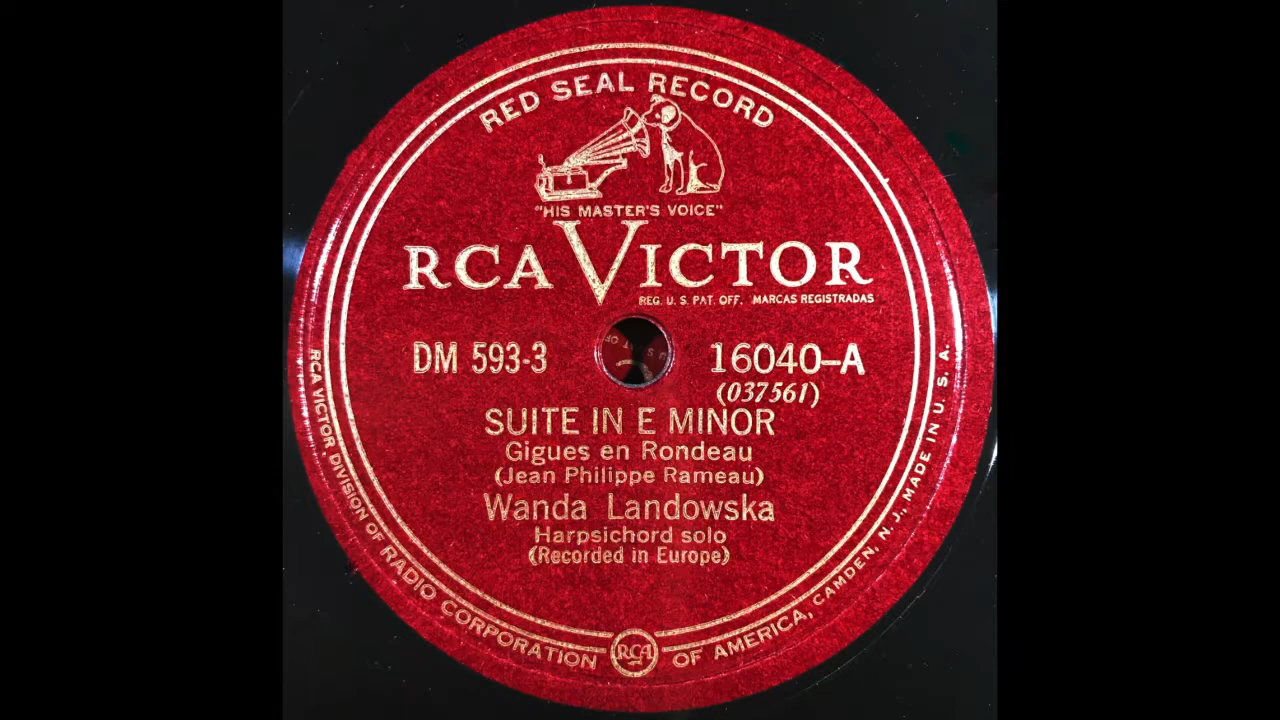 RED SEAL RECORD
"HIS MASTER'S VOICE"
RCA VICTOR
REG. U. S. PAT. OFF. MARCAS REGISTRADAS
DM 593-3
16040-A
(037561)
SUITE IN E MINOR
Gigues en Rondeau
(Jean Philippe Rameau)
Wanda Landowska
Harpsichord solo
(Recorded in Europe)
RCA VICTOR DIVISION OF RADIO CORPORATION OF AMERICA, CAMDEN, N. J., MADE IN U. S. A.
RCA